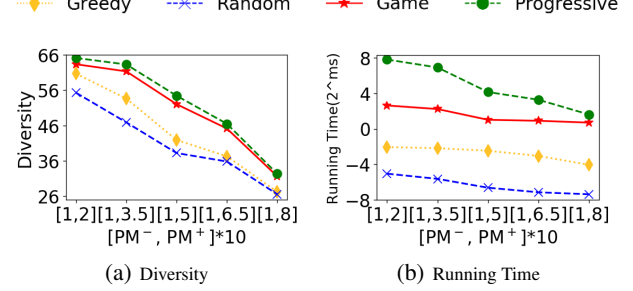 Greedy Random Game Progressive
66
56
46
36
26
Diversity
[1,2][1,3.5][1,5][1,6.5][1,8]
[PM⁻, PM⁺]*10
(a) Diversity
8
4
0
−4
−8
Running Time(2^ms)
[1,2][1,3.5][1,5][1,6.5][1,8]
[PM⁻, PM⁺]*10
(b) Running Time